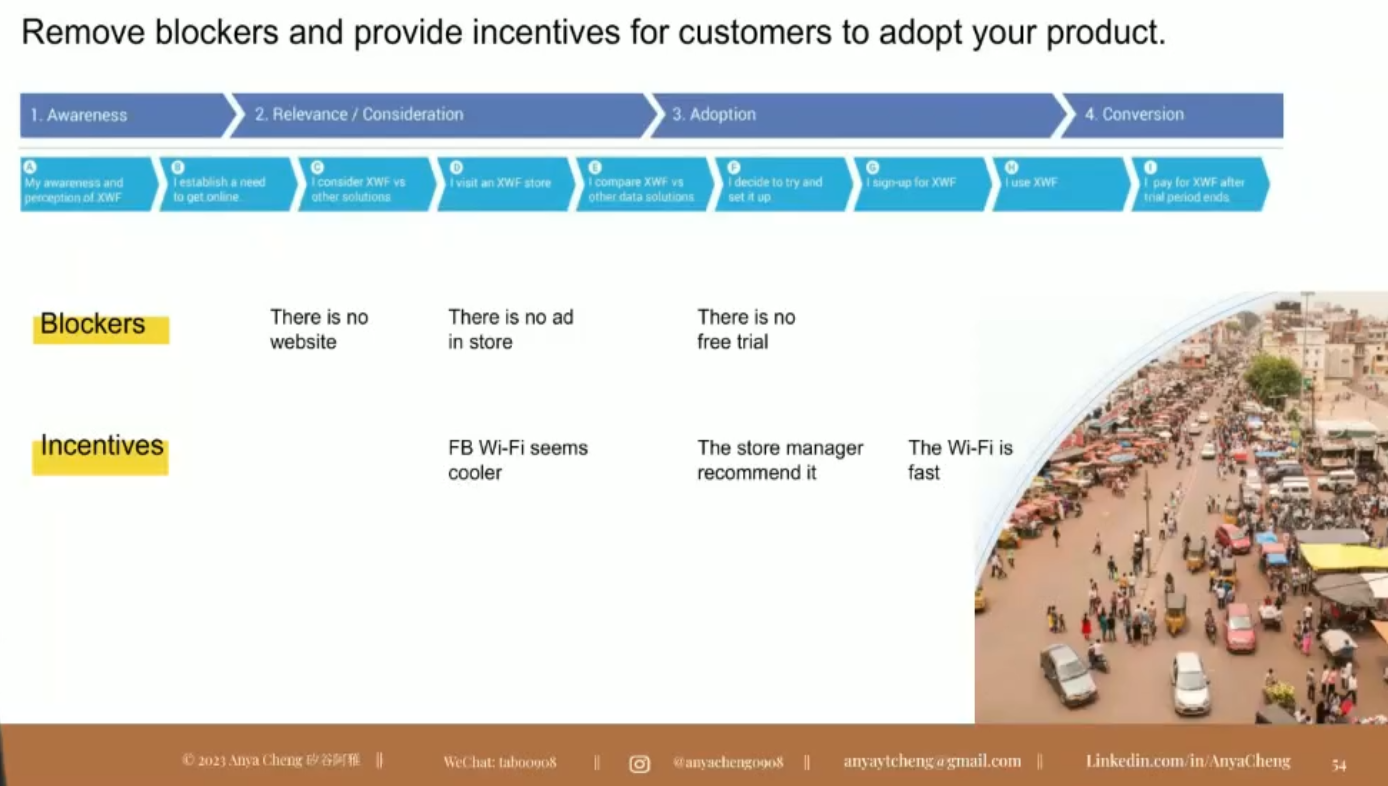 Remove blockers and provide incentives for customers to adopt your product.
1. Awareness
2. Relevance / Consideration
3. Adoption
4. Conversion
A
My awareness and
perception of XWF
B
I establish a need
to get online.
C
I consider XWF vs
other solutions
D
I visit an XWF store
E
I compare XWF vs
other data solutions
F
I decide to try and
set it up
G
I sign-up for XWF
H
I use XWF
I
I pay for XWF after
trial period ends
Blockers
There is no
website
There is no ad
in store
There is no
free trial
Incentives
FB Wi-Fi seems
cooler
The store manager
recommend it
The Wi-Fi is
fast
© 2023 Anya Cheng 矽谷阿雅 ||
WeChat: tab00908 ||
@anyacheng0908 ||
anyaytcheng@gmail.com ||
Linkedin.com/in/AnyaCheng
54